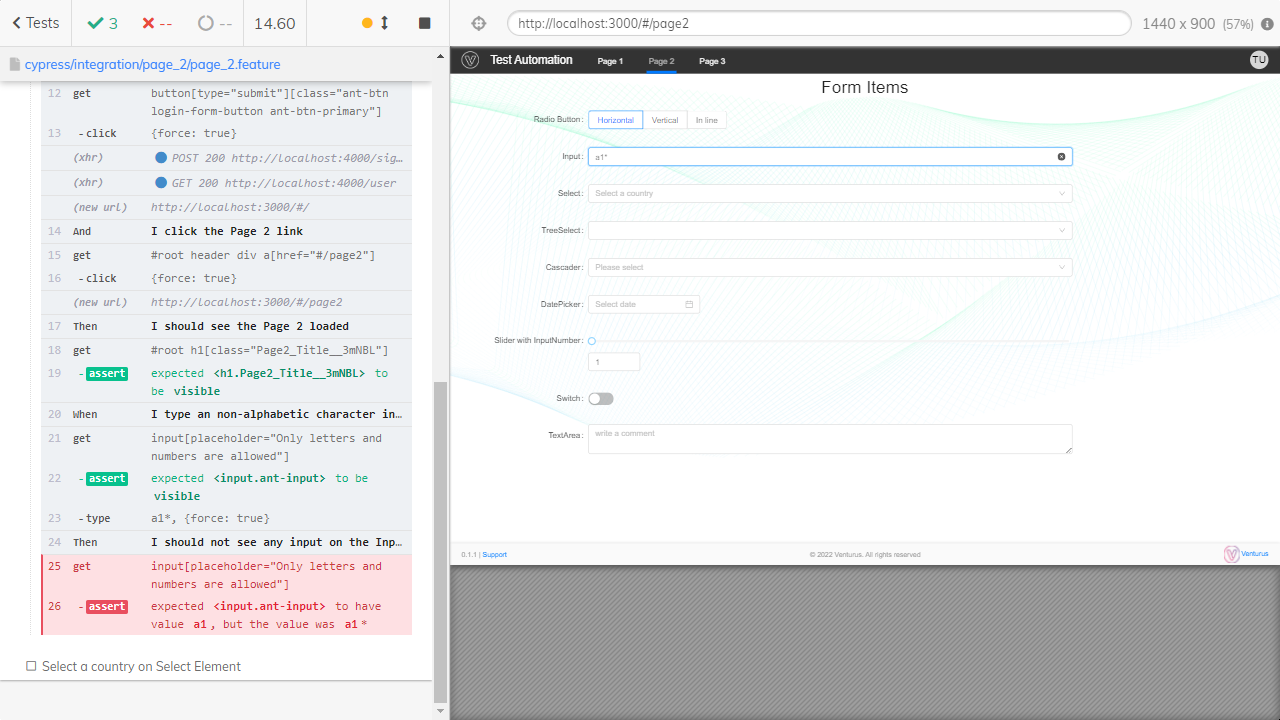 Tests
3
--
--
14.60
http://localhost:3000/#/page2
1440 x 900 (57%)
cypress/integration/page_2/page_2.feature
12 get button[type="submit"][class="ant-btn
login-form-button ant-btn-primary"]
13 -click {force: true}
(xhr) POST 200 http://localhost:4000/sig…
(xhr) GET 200 http://localhost:4000/user
(new url) http://localhost:3000/#/
14 And I click the Page 2 link
15 get #root header div a[href="#/page2"]
16 -click {force: true}
(new url) http://localhost:3000/#/page2
17 Then I should see the Page 2 loaded
18 get #root h1[class="Page2_Title__3mNBL"]
19 -assert expected <h1.Page2_Title__3mNBL> to
be visible
20 When I type an non-alphabetic character in…
21 get input[placeholder="Only letters and
numbers are allowed"]
22 -assert expected <input.ant-input> to be
visible
23 -type a1*, {force: true}
24 Then I should not see any input on the Inp…
25 get input[placeholder="Only letters and
numbers are allowed"]
26 -assert expected <input.ant-input> to have
value a1, but the value was a1*
Select a country on Select Element
Test Automation Page 1 Page 2 Page 3 TU
Form Items
Radio Button: Horizontal Vertical In line
Input: a1*
Select: Select a country
TreeSelect:
Cascader: Please select
DatePicker: Select date
Slider with InputNumber:
1
Switch:
TextArea: write a comment
0.1.1 | Support © 2022 Venturus. All rights reserved Venturus